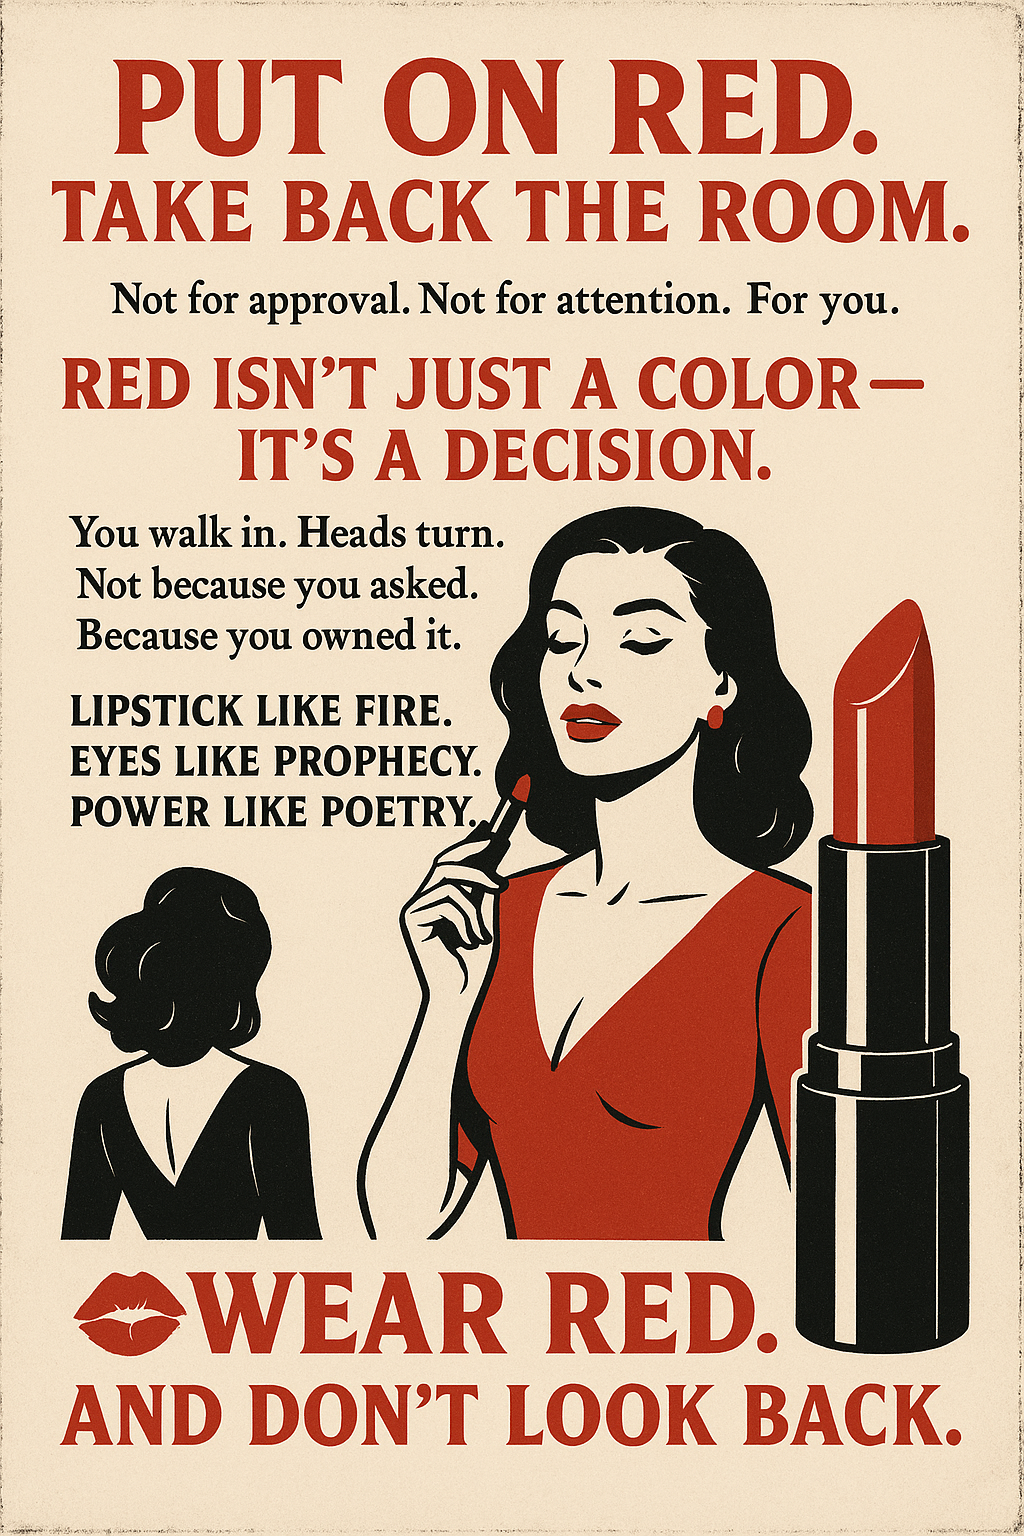 PUT ON RED.
TAKE BACK THE ROOM.
Not for approval. Not for attention. For you.
RED ISN'T JUST A COLOR—
IT'S A DECISION.
You walk in. Heads turn.
Not because you asked.
Because you owned it.
LIPSTICK LIKE FIRE.
EYES LIKE PROPHECY.
POWER LIKE POETRY.
WEAR RED.
AND DON'T LOOK BACK.